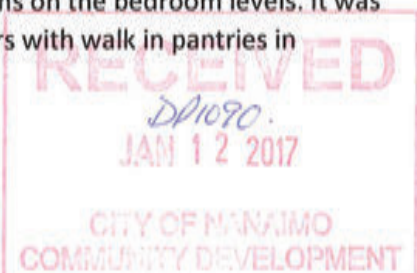 ns on the bedroom levels. It was
rs with walk in pantries in
RECEIVED
DP1090.
JAN 12 2017
CITY OF NANAIMO
COMMUNITY DEVELOPMENT